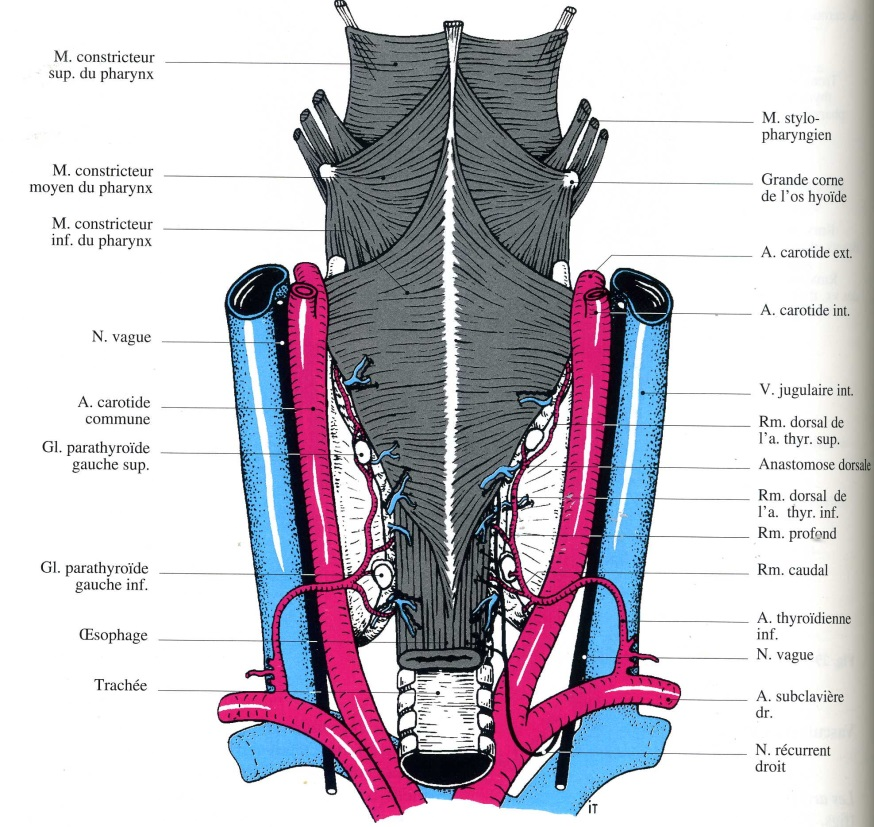 M. constricteur
sup. du pharynx
M. constricteur
moyen du pharynx
M. constricteur
inf. du pharynx
N. vague
A. carotide
commune
Gl. parathyroïde
gauche sup.
Gl. parathyroïde
gauche inf.
Œsophage
Trachée
M. stylo-
pharyngien
Grande corne
de l'os hyoïde
A. carotide ext.
A. carotide int.
V. jugulaire int.
Rm. dorsal de
l'a. thyr. sup.
Anastomose dorsale
Rm. dorsal de
l'a. thyr. inf.
Rm. profond
Rm. caudal
A. thyroïdienne
inf.
N. vague
A. subclavière
dr.
N. récurrent
droit
IT